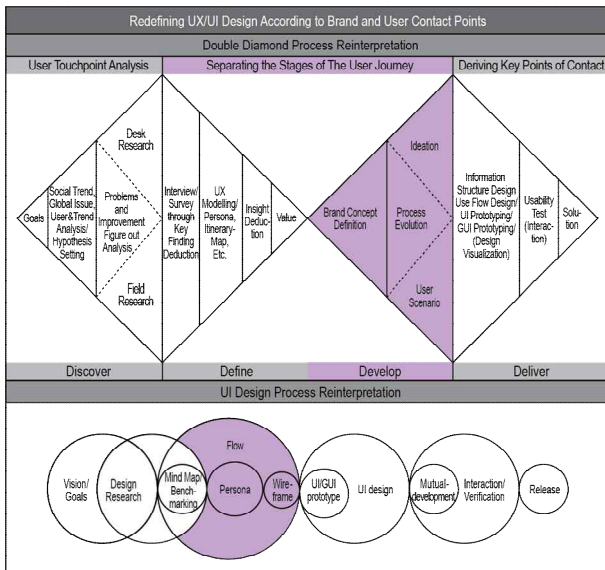 Redefining UX/UI Design According to Brand and User Contact Points
Double Diamond Process Reinterpretation
User Touchpoint Analysis
Separating the Stages of The User Journey
Deriving Key Points of Contact
Goals
Social Trend,
Global Issue,
User&Trend
Analysis/
Hypothesis
Setting
Desk
Research
Problems
and
Improvement
Figure out
Analysis
Field
Research
Interview/
Survey
through
Key
Finding
Deduction
UX
Modelling/
Persona,
Itinerary-
Map,
Etc.
Insight
Deduc-
tion
Value
Brand Concept
Definition
Ideation
Process
Evolution
User
Scenario
Information
Structure Design
Use Flow Design/
UI Prototyping/
GUI Prototyping/
(Design
Visualization)
Usability
Test
(Interac-
tion)
Solu-
tion
Discover
Define
Develop
Deliver
UI Design Process Reinterpretation
Vision/
Goals
Design
Research
Mind Map/
Bench-
marking
Flow
Persona
Wire-
frame
UI/GUI
prototype
UI design
Mutual-
development
Interaction/
Verification
Release